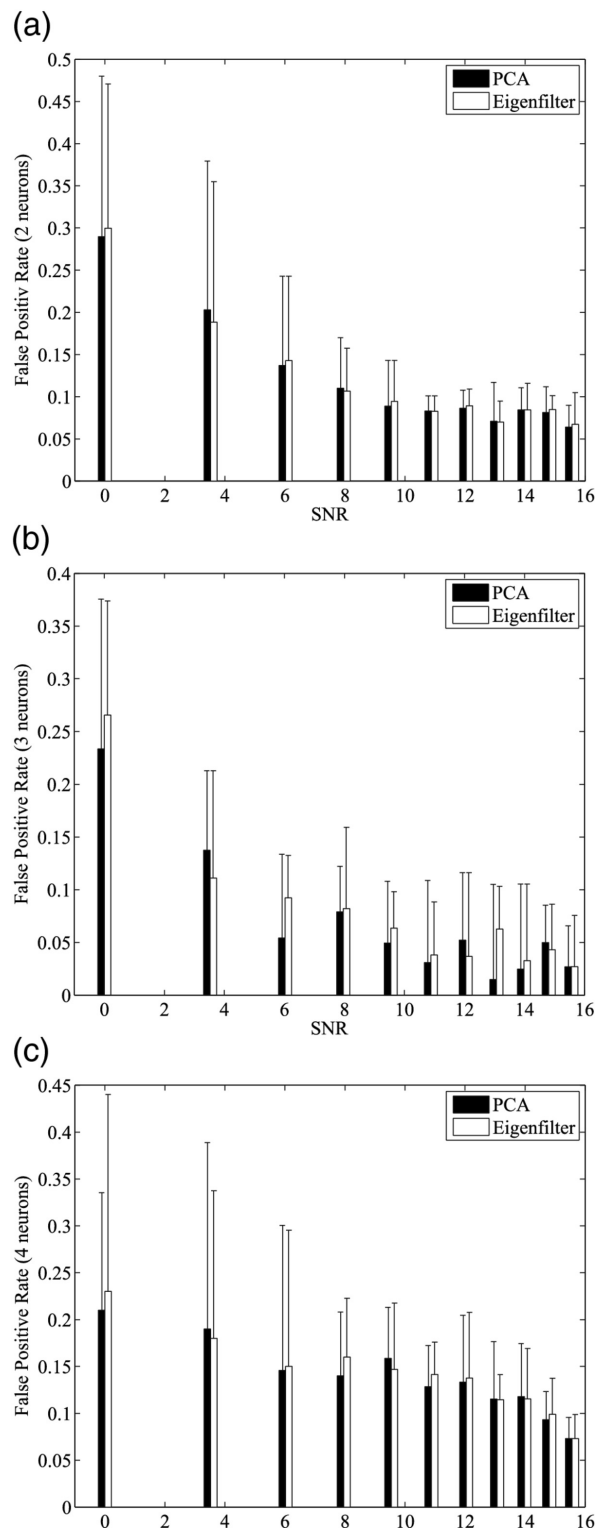 (a)
0.5
0.45
0.4
0.35
0.3
0.25
0.2
0.15
0.1
0.05
0
False Positiv Rate (2 neurons)
PCA
Eigenfilter
0 2 4 6 8 10 12 14 16
SNR
(b)
0.4
0.35
0.3
0.25
0.2
0.15
0.1
0.05
0
False Positive Rate (3 neurons)
PCA
Eigenfilter
0 2 4 6 8 10 12 14 16
SNR
(c)
0.45
0.4
0.35
0.3
0.25
0.2
0.15
0.1
0.05
0
False Positive Rate (4 neurons)
PCA
Eigenfilter
0 2 4 6 8 10 12 14 16